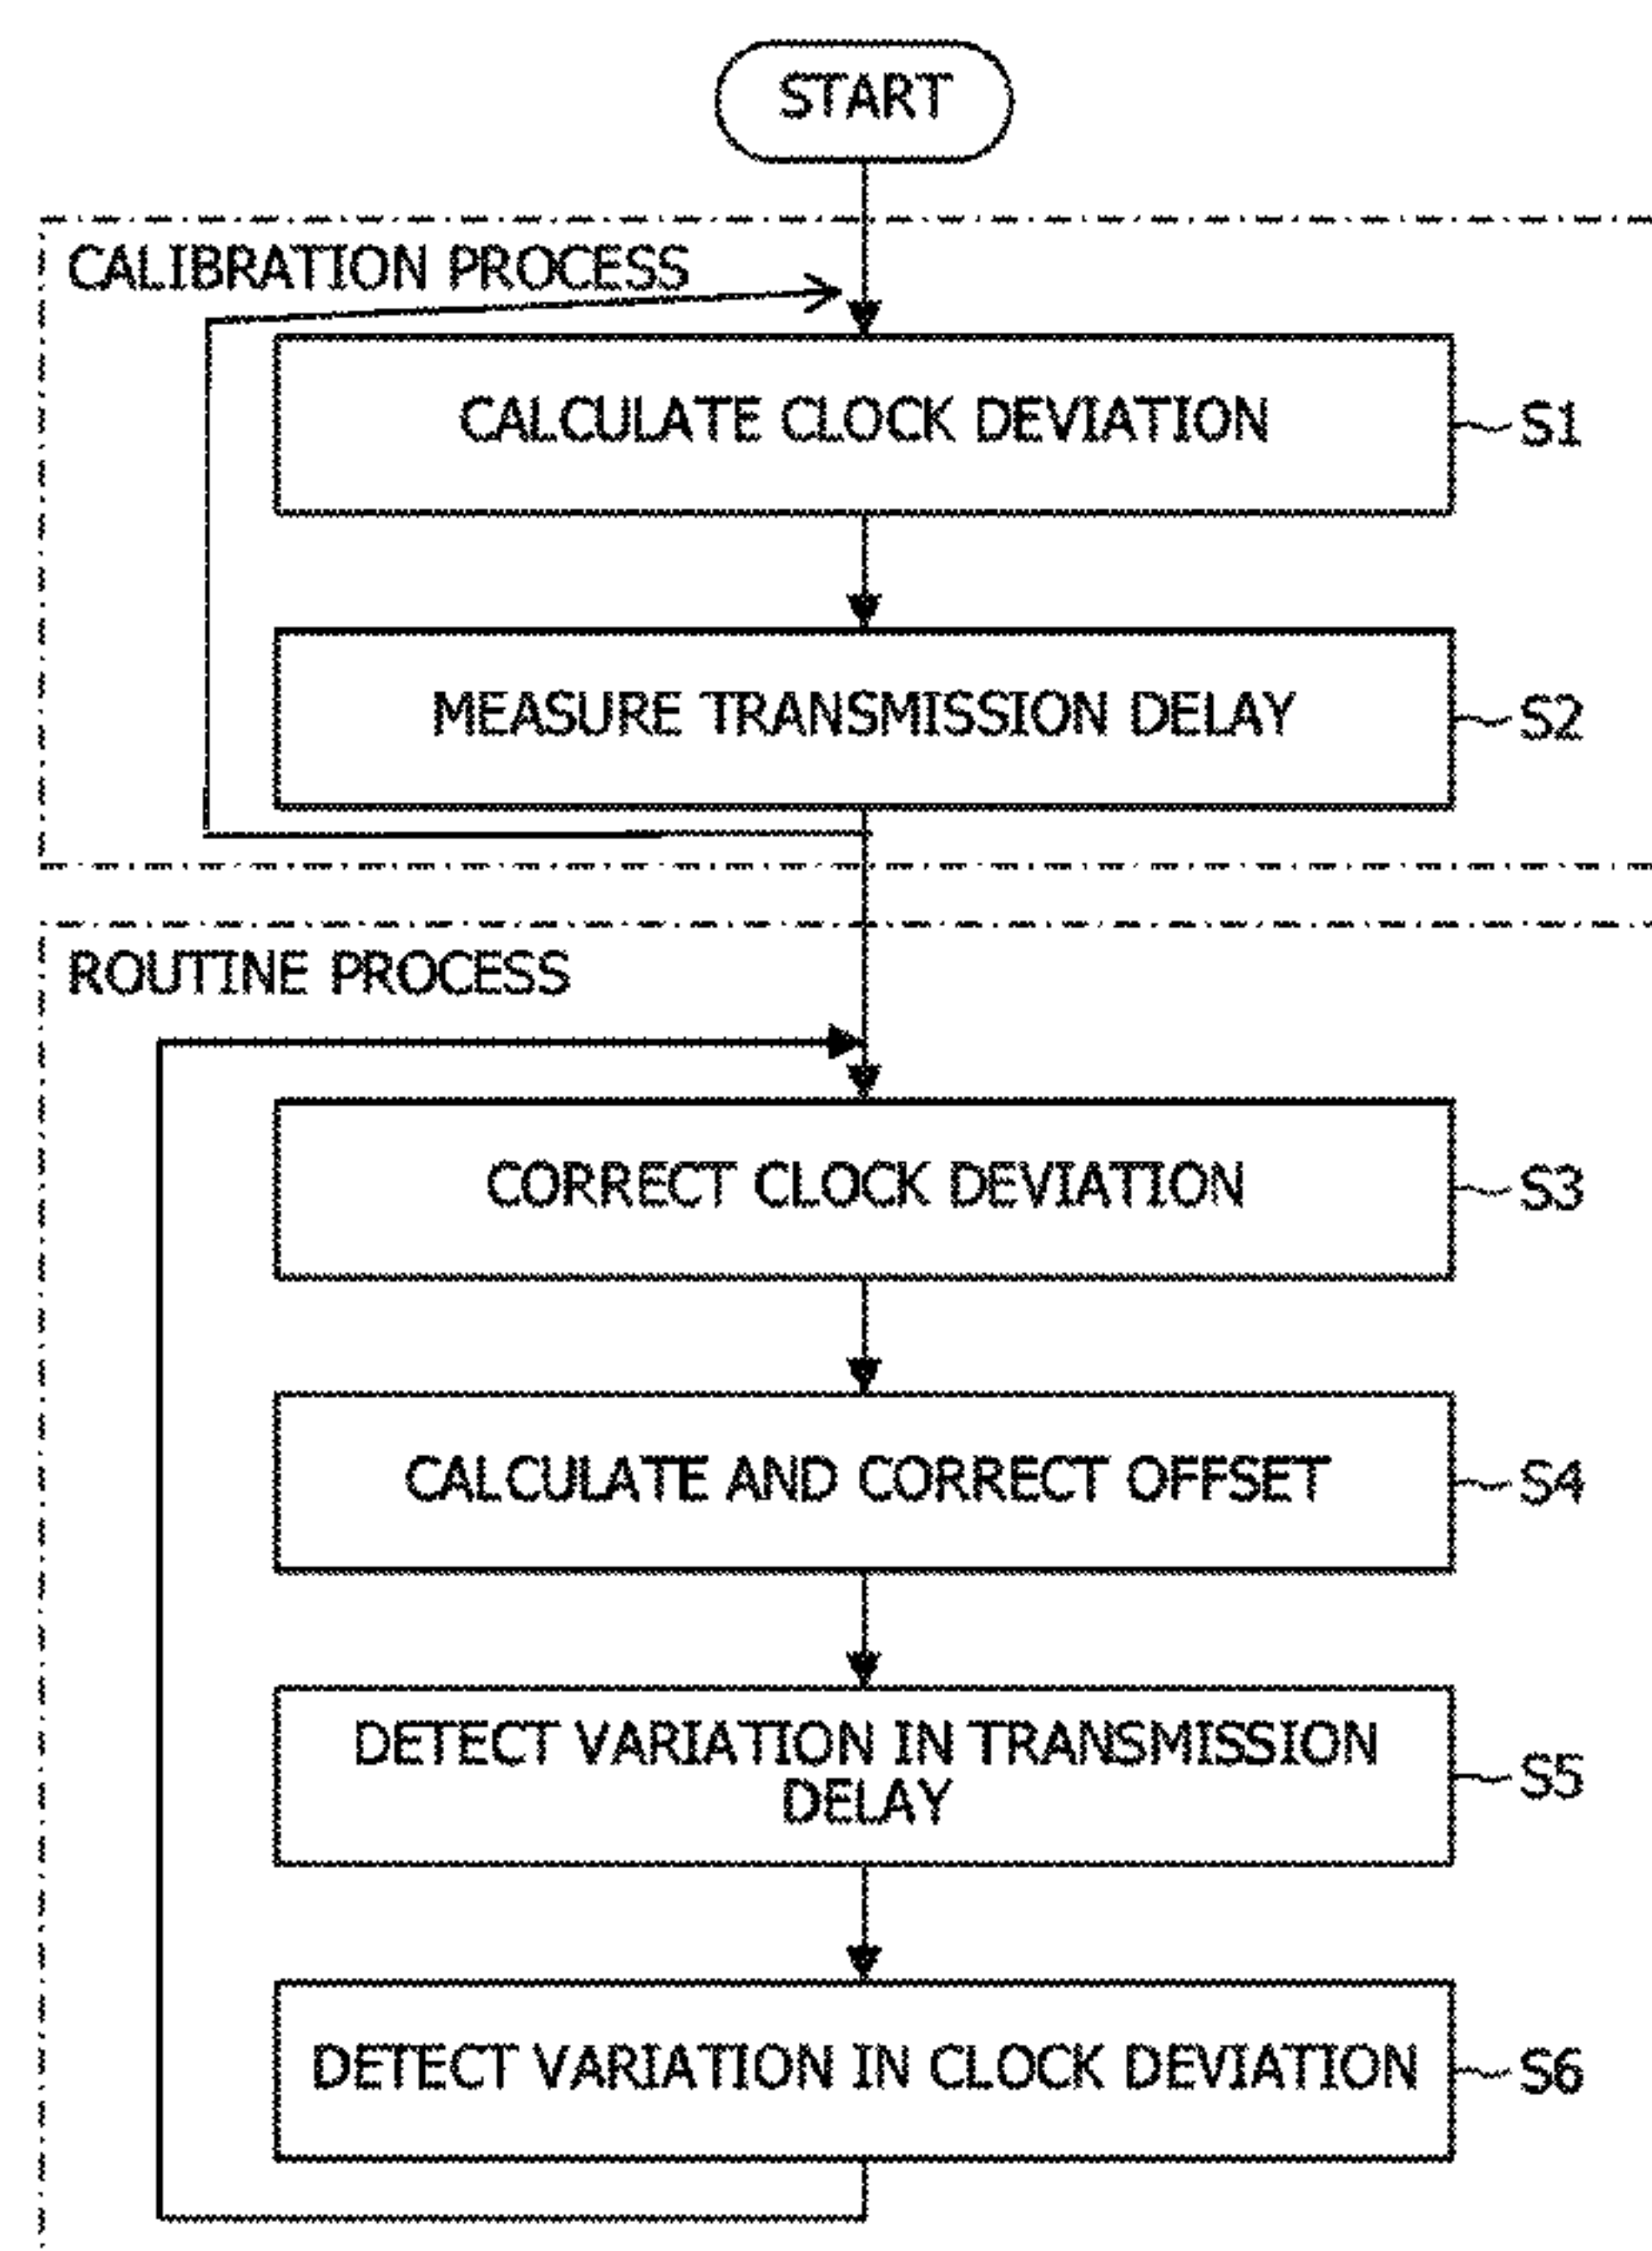 START
CALIBRATION PROCESS
CALCULATE CLOCK DEVIATION
S1
MEASURE TRANSMISSION DELAY
S2
ROUTINE PROCESS
CORRECT CLOCK DEVIATION
S3
CALCULATE AND CORRECT OFFSET
S4
DETECT VARIATION IN TRANSMISSION
DELAY
S5
DETECT VARIATION IN CLOCK DEVIATION
S6